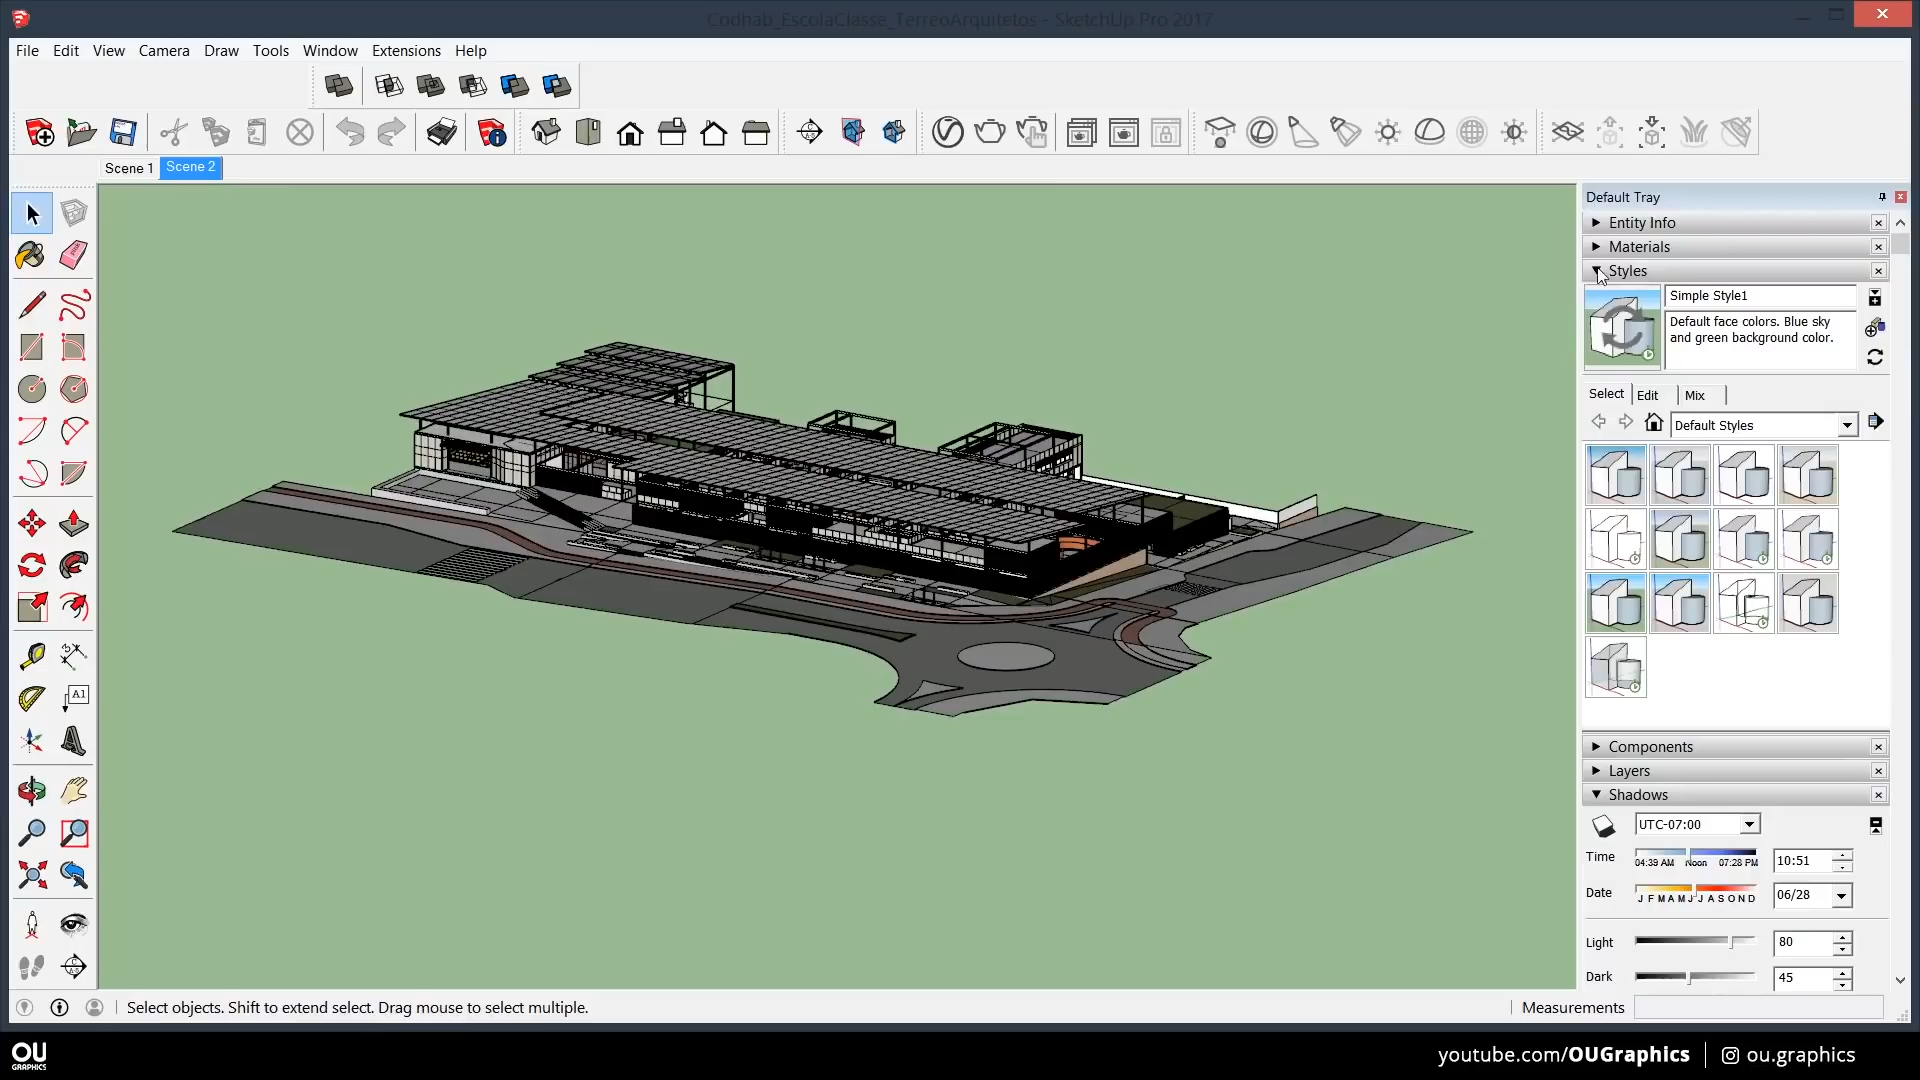 Codhab_EscolaClasse_TerreoArquitetos - SketchUp Pro 2017
File Edit View Camera Draw Tools Window Extensions Help
Scene 1 Scene 2
Default Tray
Entity Info
Materials
Styles
Simple Style1
Default face colors. Blue sky
and green background color.
Select Edit Mix
Default Styles
Components
Layers
Shadows
UTC-07:00
Time 04:39 AM Noon 07:28 PM 10:51
Date J F M A M J J A S O N D 06/28
Light 80
Dark 45
A1
Select objects. Shift to extend select. Drag mouse to select multiple.
Measurements
OU
GRAPHICS
youtube.com/OUGraphics ou.graphics